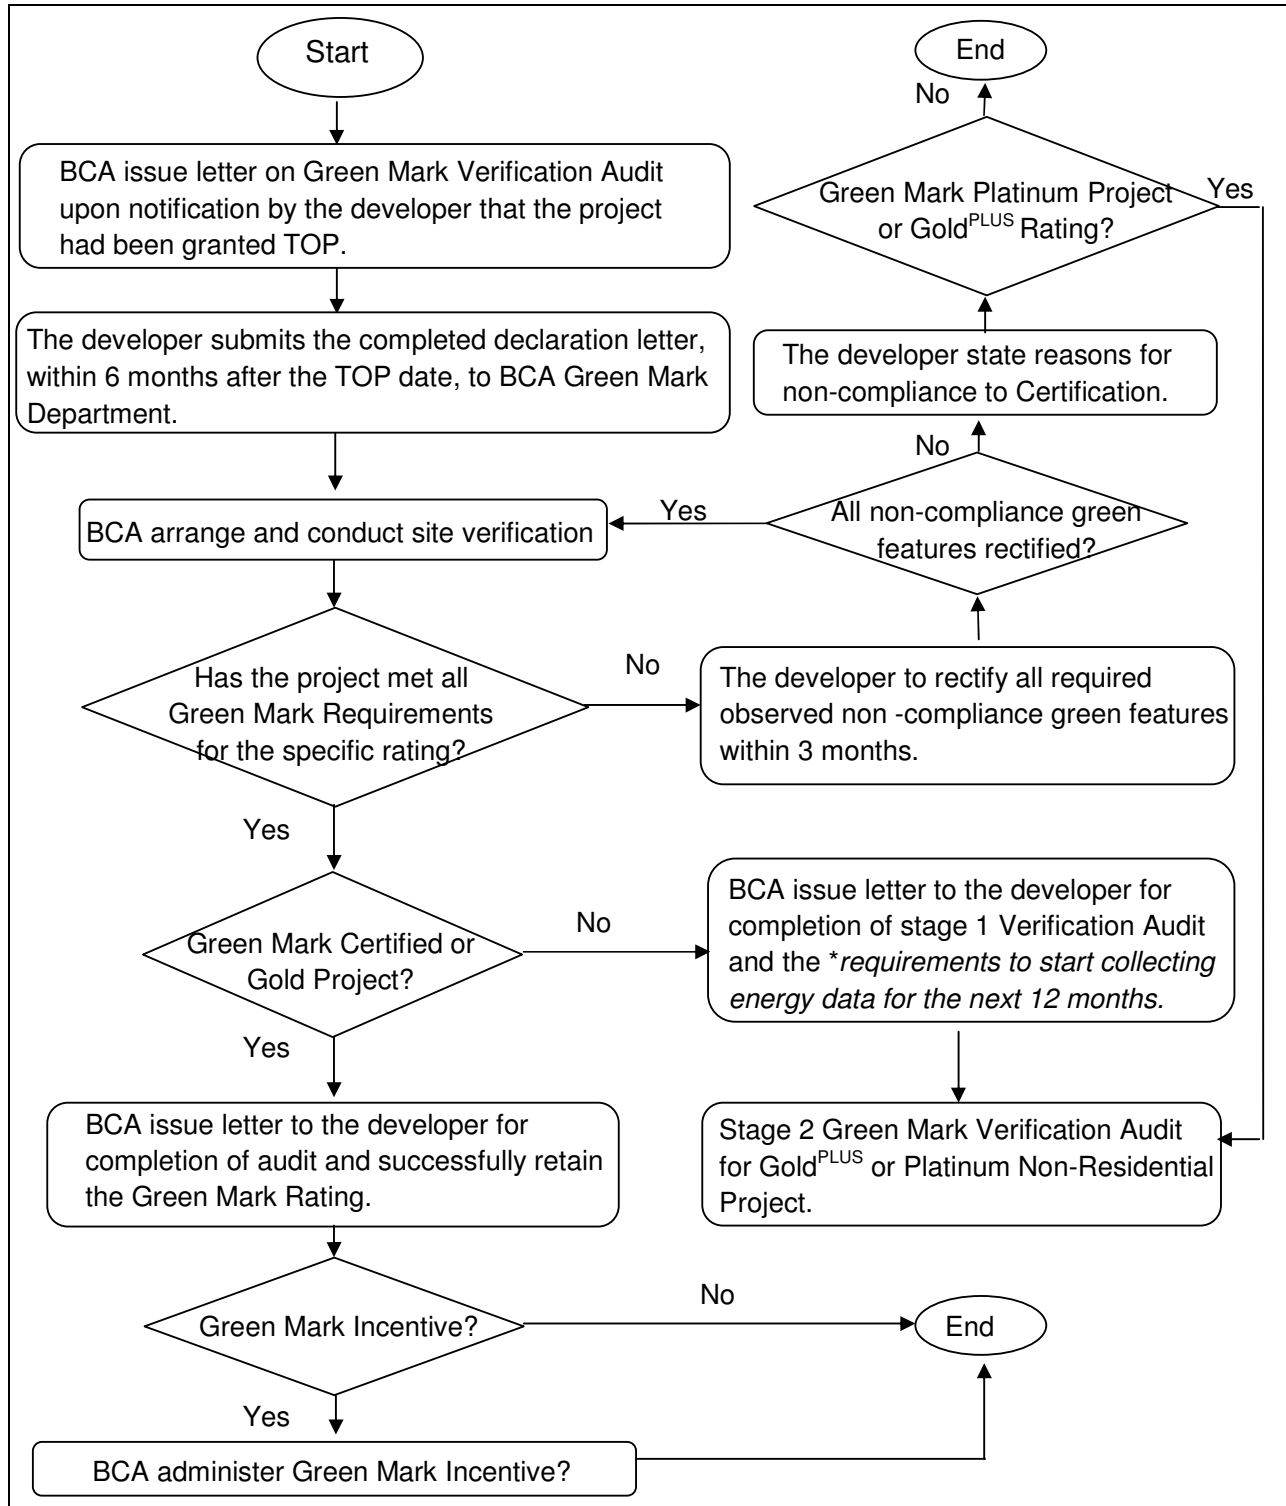 Start
BCA issue letter on Green Mark Verification Audit
upon notification by the developer that the project
had been granted TOP.
The developer submits the completed declaration letter,
within 6 months after the TOP date, to BCA Green Mark
Department.
BCA arrange and conduct site verification
Has the project met all
Green Mark Requirements
for the specific rating?
No
The developer to rectify all required
observed non -compliance green features
within 3 months.
All non-compliance green
features rectified?
Yes
No
The developer state reasons for
non-compliance to Certification.
Green Mark Platinum Project
or Gold^PLUS Rating?
Yes
No
End
Yes
Green Mark Certified or
Gold Project?
No
BCA issue letter to the developer for
completion of stage 1 Verification Audit
and the *requirements to start collecting
energy data for the next 12 months.
Stage 2 Green Mark Verification Audit
for Gold^PLUS or Platinum Non-Residential
Project.
Yes
BCA issue letter to the developer for
completion of audit and successfully retain
the Green Mark Rating.
Green Mark Incentive?
No
End
Yes
BCA administer Green Mark Incentive?